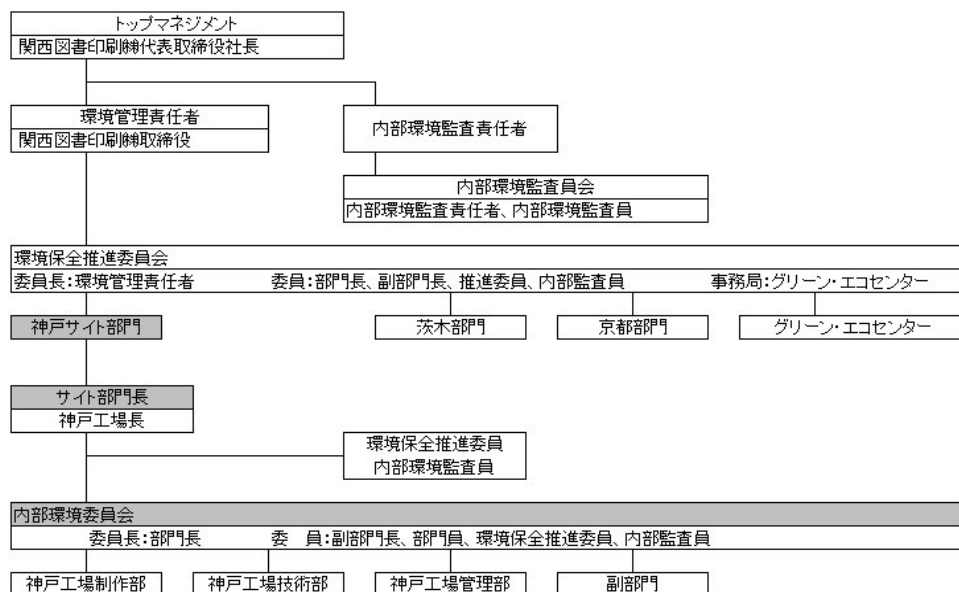 トップマネジメント
関西図書印刷㈱代表取締役社長
環境管理責任者
関西図書印刷㈱取締役
内部環境監査責任者
内部環境監査員会
内部環境監査責任者、内部環境監査員
環境保全推進委員会
委員長:環境管理責任者 委員:部門長、副部門長、推進委員、内部監査員 事務局:グリーン・エコセンター
神戸サイト部門 茨木部門 京都部門 グリーン・エコセンター
サイト部門長
神戸工場長
環境保全推進委員
内部環境監査員
内部環境委員会
委員長:部門長 委 員:副部門長、部門員、環境保全推進委員、内部監査員
神戸工場制作部 神戸工場技術部 神戸工場管理部 副部門